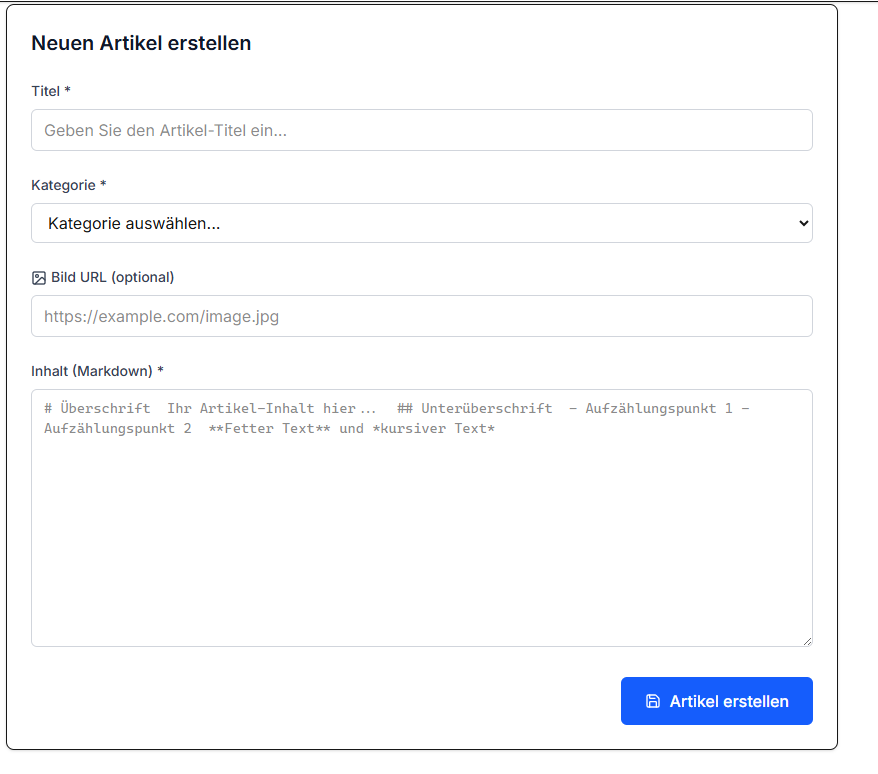 Neuen Artikel erstellen
Titel *
Geben Sie den Artikel-Titel ein...
Kategorie *
Kategorie auswählen...
Bild URL (optional)
https://example.com/image.jpg
Inhalt (Markdown) *
# Überschrift  Ihr Artikel-Inhalt hier...  ## Unterüberschrift  - Aufzählungspunkt 1 -
Aufzählungspunkt 2  **Fetter Text** und *kursiver Text*
Artikel erstellen